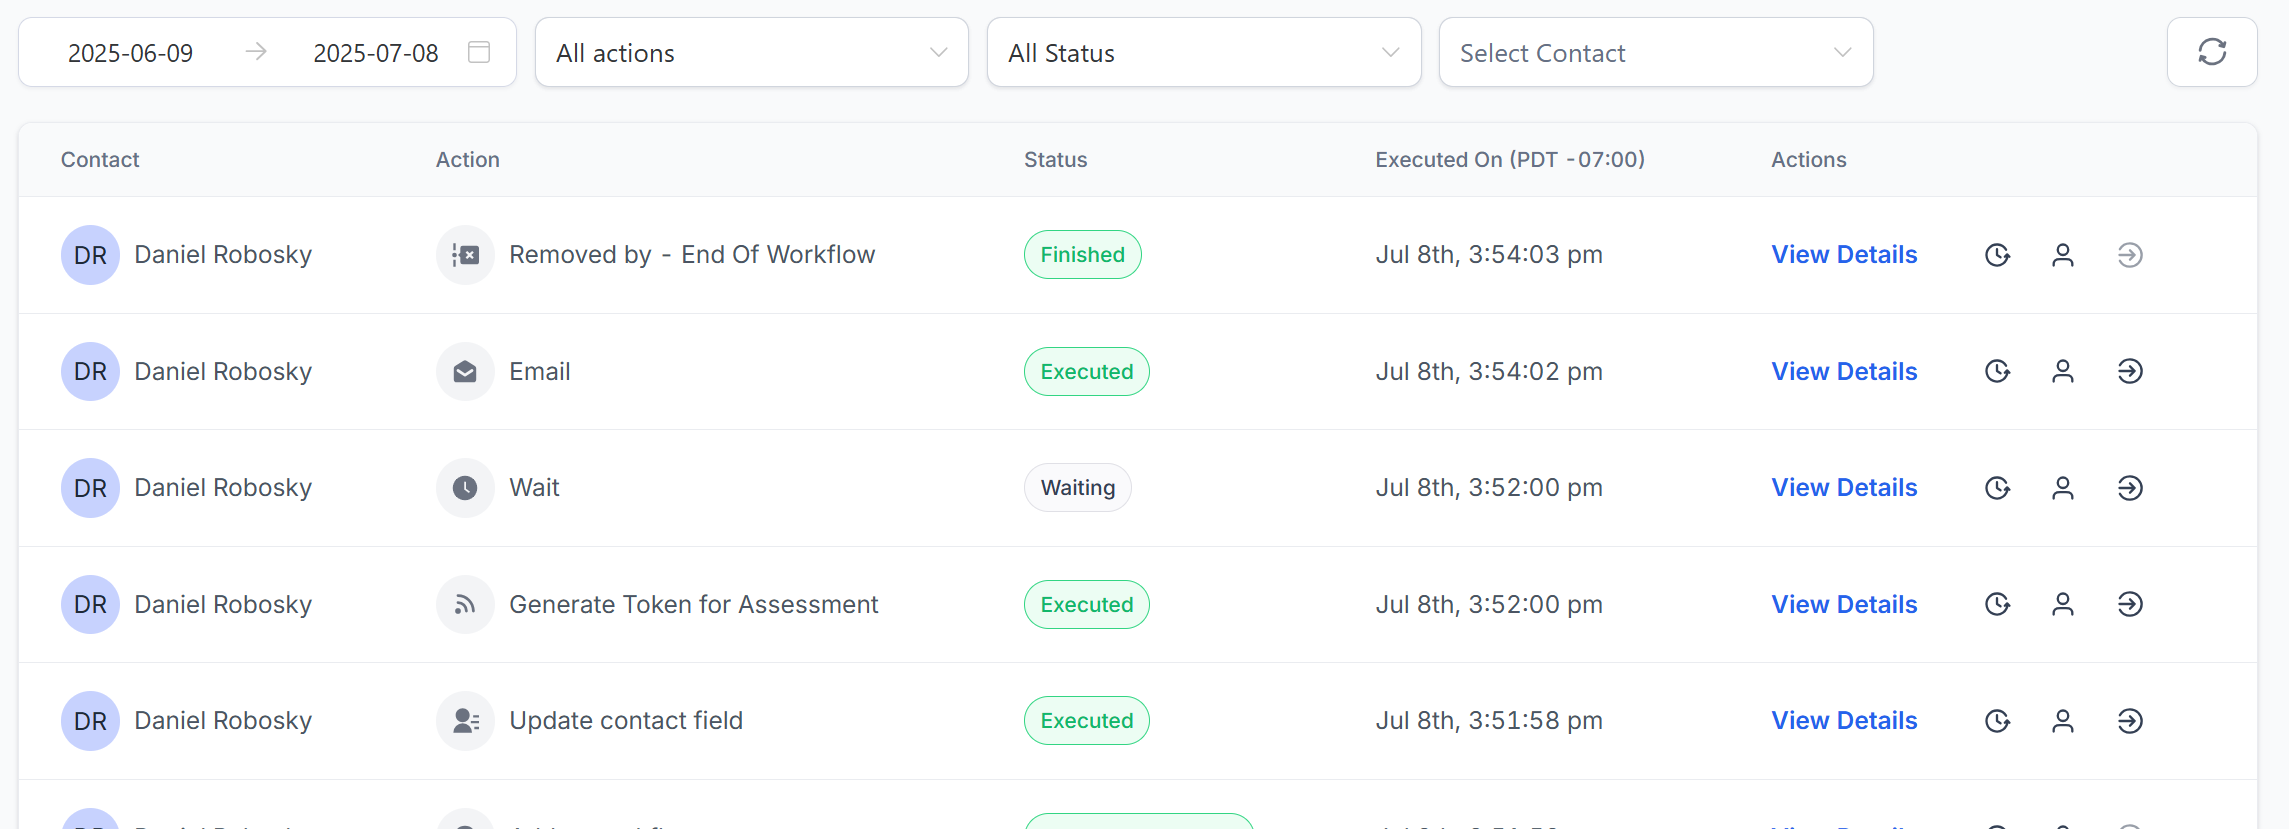 2025-06-09 2025-07-08 All actions All Status Select Contact
Contact Action Status Executed On (PDT -07:00) Actions
DR Daniel Robosky Removed by - End Of Workflow Finished Jul 8th, 3:54:03 pm View Details
DR Daniel Robosky Email Executed Jul 8th, 3:54:02 pm View Details
DR Daniel Robosky Wait Waiting Jul 8th, 3:52:00 pm View Details
DR Daniel Robosky Generate Token for Assessment Executed Jul 8th, 3:52:00 pm View Details
DR Daniel Robosky Update contact field Executed Jul 8th, 3:51:58 pm View Details